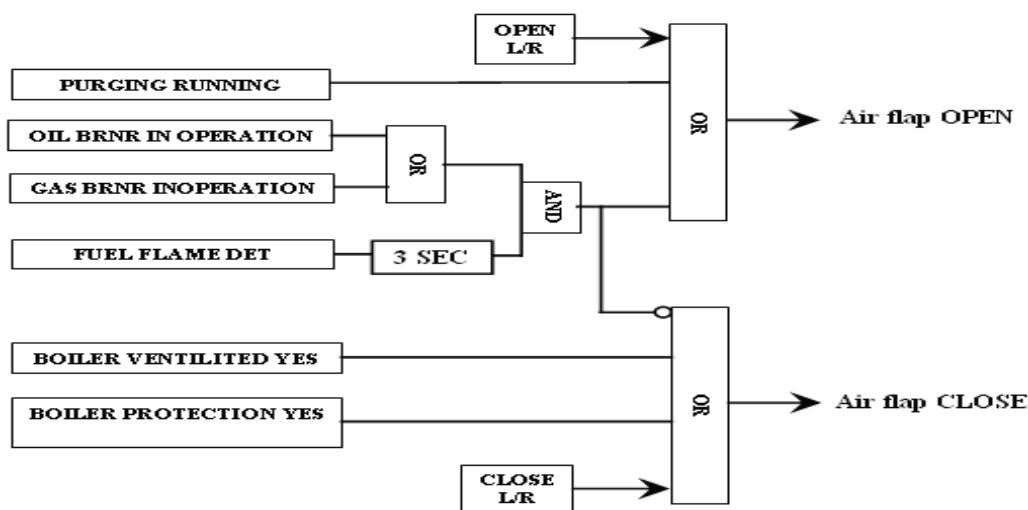 OPEN
L/R
PURGING RUNNING
OR
Air flap OPEN
OIL BRNR IN OPERATION
OR
GAS BRNR INOPERATION
AND
FUEL FLAME DET
3 SEC
BOILER VENTILITED YES
BOILER PROTECTION YES
OR
Air flap CLOSE
CLOSE
L/R